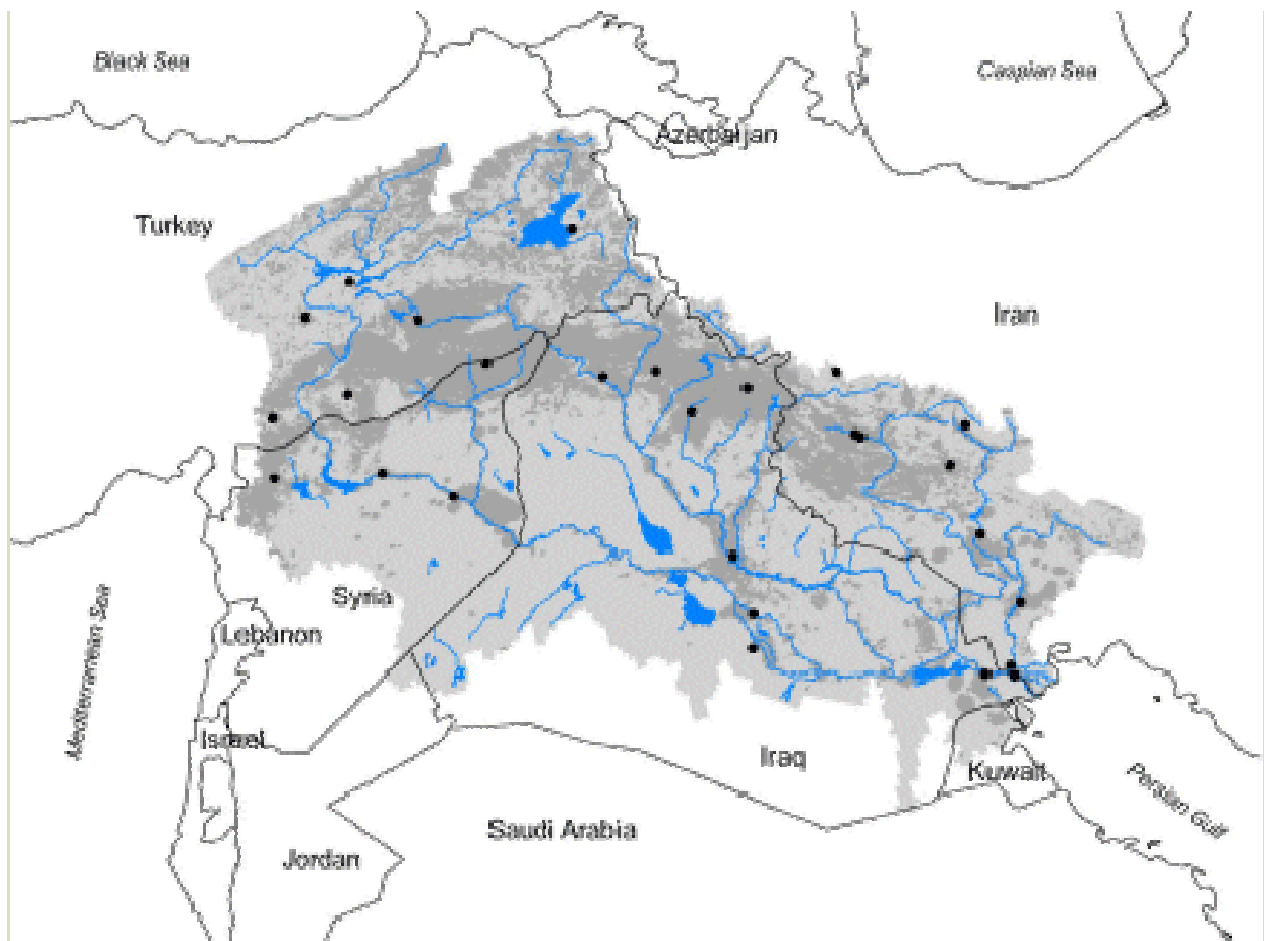 Black Sea
Caspian Sea
Azerbaijan
Turkey
Iran
Syria
Lebanon
Mediterranean Sea
Israel
Iraq
Kuwait
Persian Gulf
Saudi Arabia
Jordan